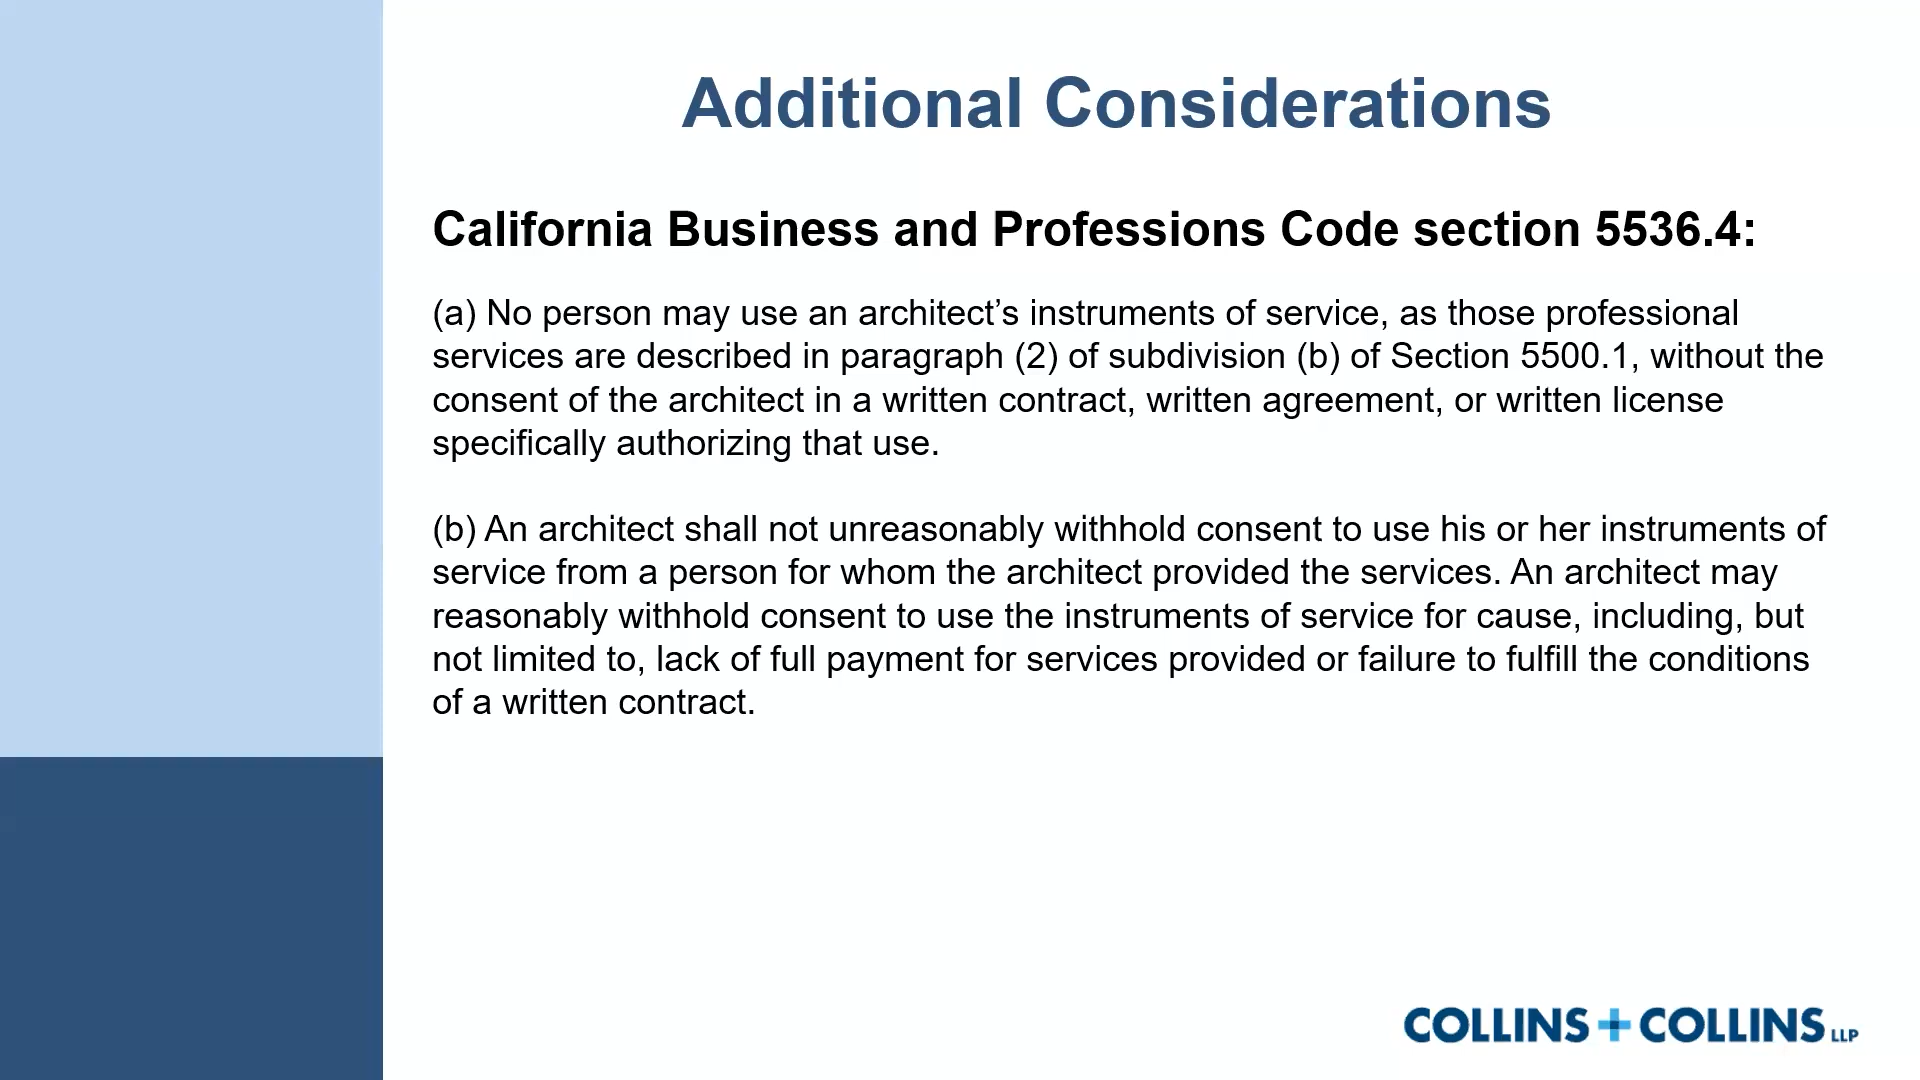 Additional Considerations
California Business and Professions Code section 5536.4:
(a) No person may use an architect’s instruments of service, as those professional
services are described in paragraph (2) of subdivision (b) of Section 5500.1, without the
consent of the architect in a written contract, written agreement, or written license
specifically authorizing that use.
(b) An architect shall not unreasonably withhold consent to use his or her instruments of
service from a person for whom the architect provided the services. An architect may
reasonably withhold consent to use the instruments of service for cause, including, but
not limited to, lack of full payment for services provided or failure to fulfill the conditions
of a written contract.
COLLINS + COLLINS LLP